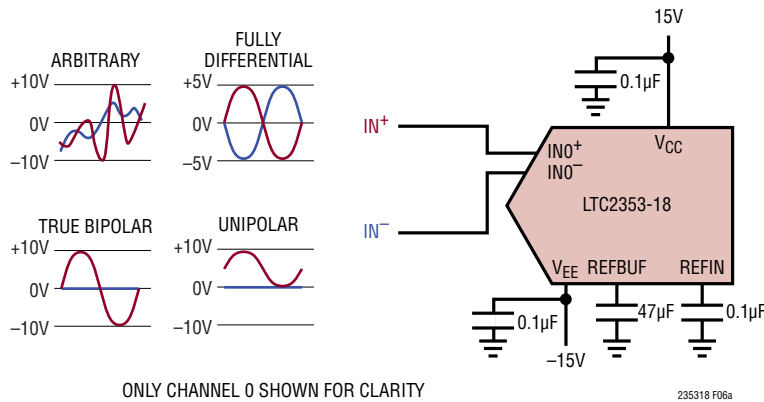 ARBITRARY
+10V
0V
–10V
FULLY
DIFFERENTIAL
+5V
0V
–5V
TRUE BIPOLAR
+10V
0V
–10V
UNIPOLAR
+10V
0V
–10V
IN+
IN–
15V
0.1µF
VCC
IN0+
IN0–
LTC2353-18
VEE
REFBUF
REFIN
0.1µF
47µF
0.1µF
–15V
ONLY CHANNEL 0 SHOWN FOR CLARITY
235318 F06a